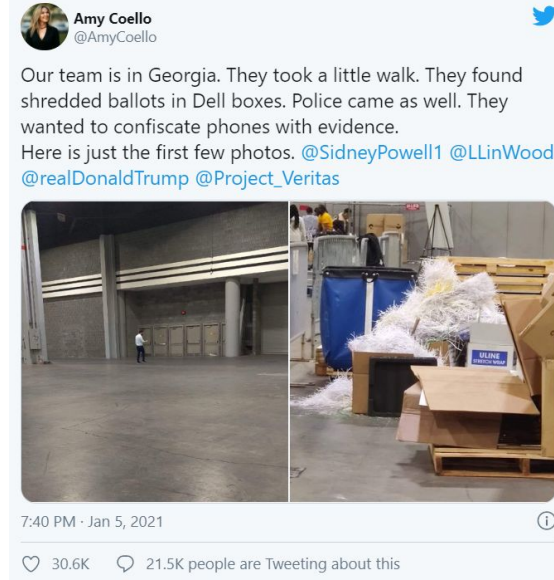 Amy Coello
@AmyCoello
Our team is in Georgia. They took a little walk. They found
shredded ballots in Dell boxes. Police came as well. They
wanted to confiscate phones with evidence.
Here is just the first few photos. @SidneyPowell1 @LLinWood
@realDonaldTrump @Project_Veritas
ULINE
STRETCH WRAP
7:40 PM · Jan 5, 2021
30.6K
21.5K people are Tweeting about this